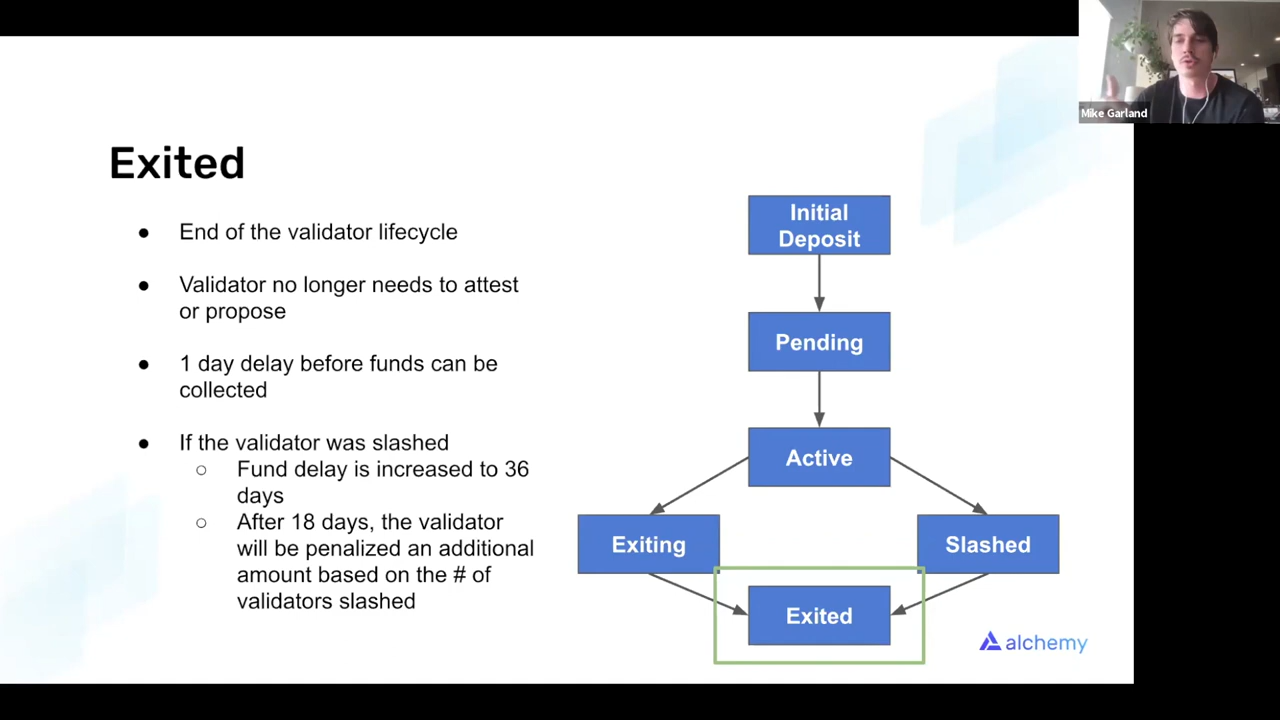 Mike Garland
Exited
● End of the validator lifecycle
● Validator no longer needs to attest
or propose
● 1 day delay before funds can be
collected
● If the validator was slashed
○ Fund delay is increased to 36
days
○ After 18 days, the validator
will be penalized an additional
amount based on the # of
validators slashed
Initial
Deposit
Pending
Active
Exiting
Slashed
Exited
alchemy